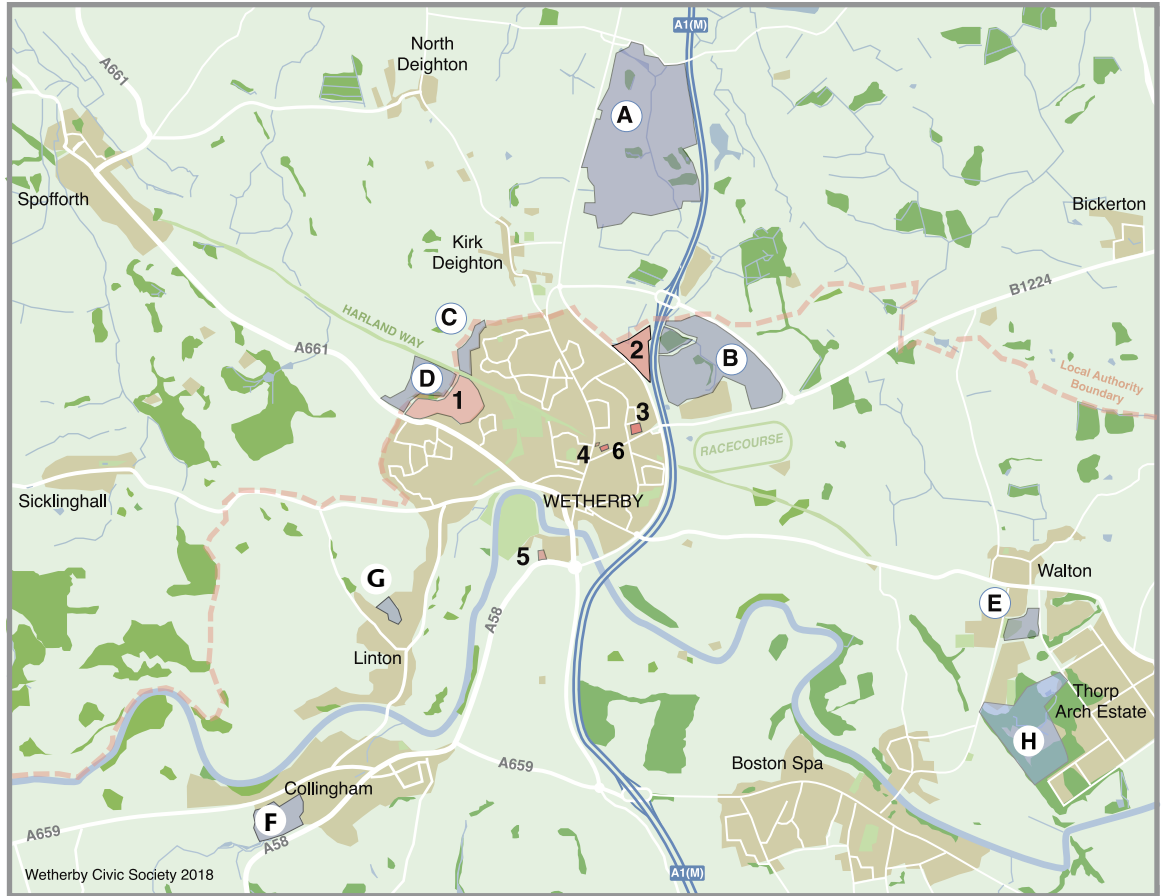 A1(M)
A661
North
Deighton
A
Spofforth
Bickerton
Kirk
Deighton
B1224
HARLAND WAY
C
A661
2
B
D
Local Authority
Boundary
1
3
RACECOURSE
4
6
Sicklinghall
WETHERBY
5
G
Walton
E
A58
Linton
Thorp
Arch Estate
H
A659
Boston Spa
Collingham
F
A659
A58
Wetherby Civic Society 2018
A1(M)